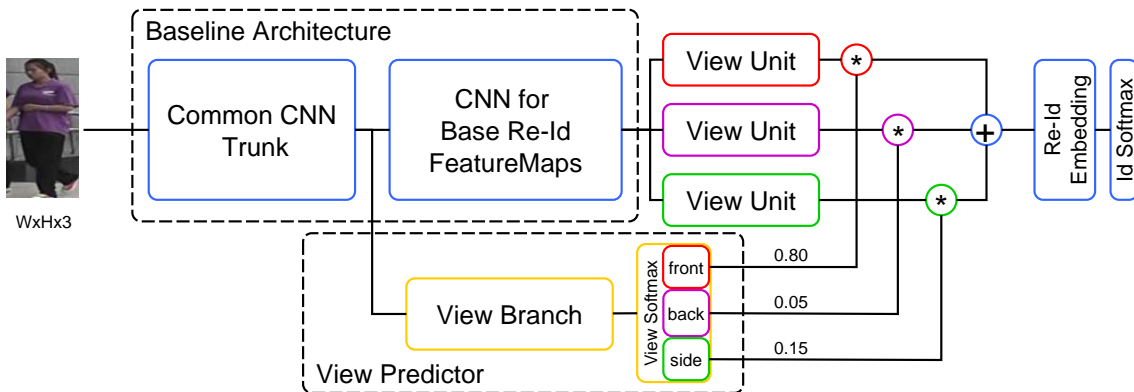 Baseline Architecture
Common CNN
Trunk
CNN for
Base Re-Id
FeatureMaps
View Unit
*
View Unit
*
View Unit
*
+
Re-Id
Embedding
Id Softmax
WxHx3
View Branch
View Softmax
front
0.80
back
0.05
side
0.15
View Predictor